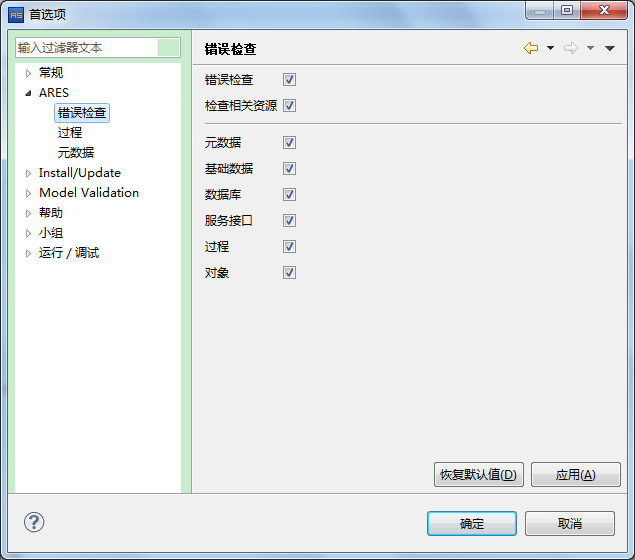 AS 首选项
输入过滤器文本
常规
ARES
错误检查
过程
元数据
Install/Update
Model Validation
帮助
小组
运行 / 调试
错误检查
错误检查
检查相关资源
元数据
基础数据
数据库
服务接口
过程
对象
恢复默认值(D)
应用(A)
?
确定
取消